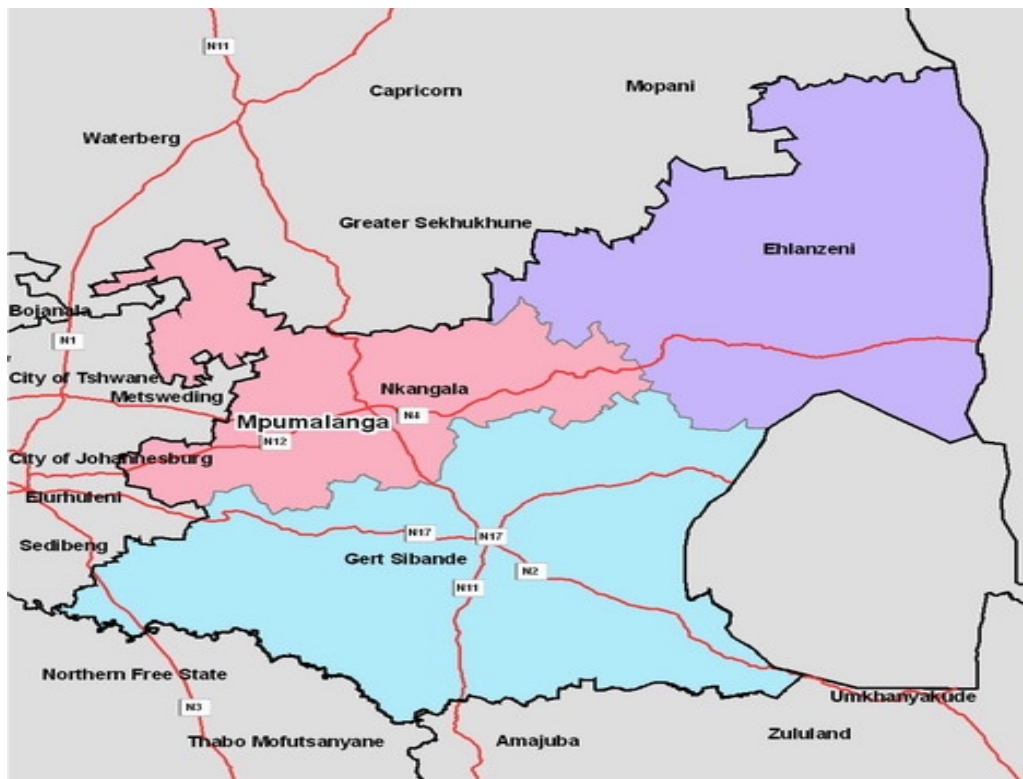 N11
Capricorn
Mopani
Waterberg
Greater Sekhukhune
Ehlanzeni
Bojanala
N1
City of Tshwane
Nkangala
Metsweding
N4
Mpumalanga
N12
City of Johannesburg
Elurhuleni
N17
N17
Sedibeng
Gert Sibande
N2
N11
Northern Free State
Umkhanyakude
N3
Zululand
Thabo Mofutsanyane
Amajuba